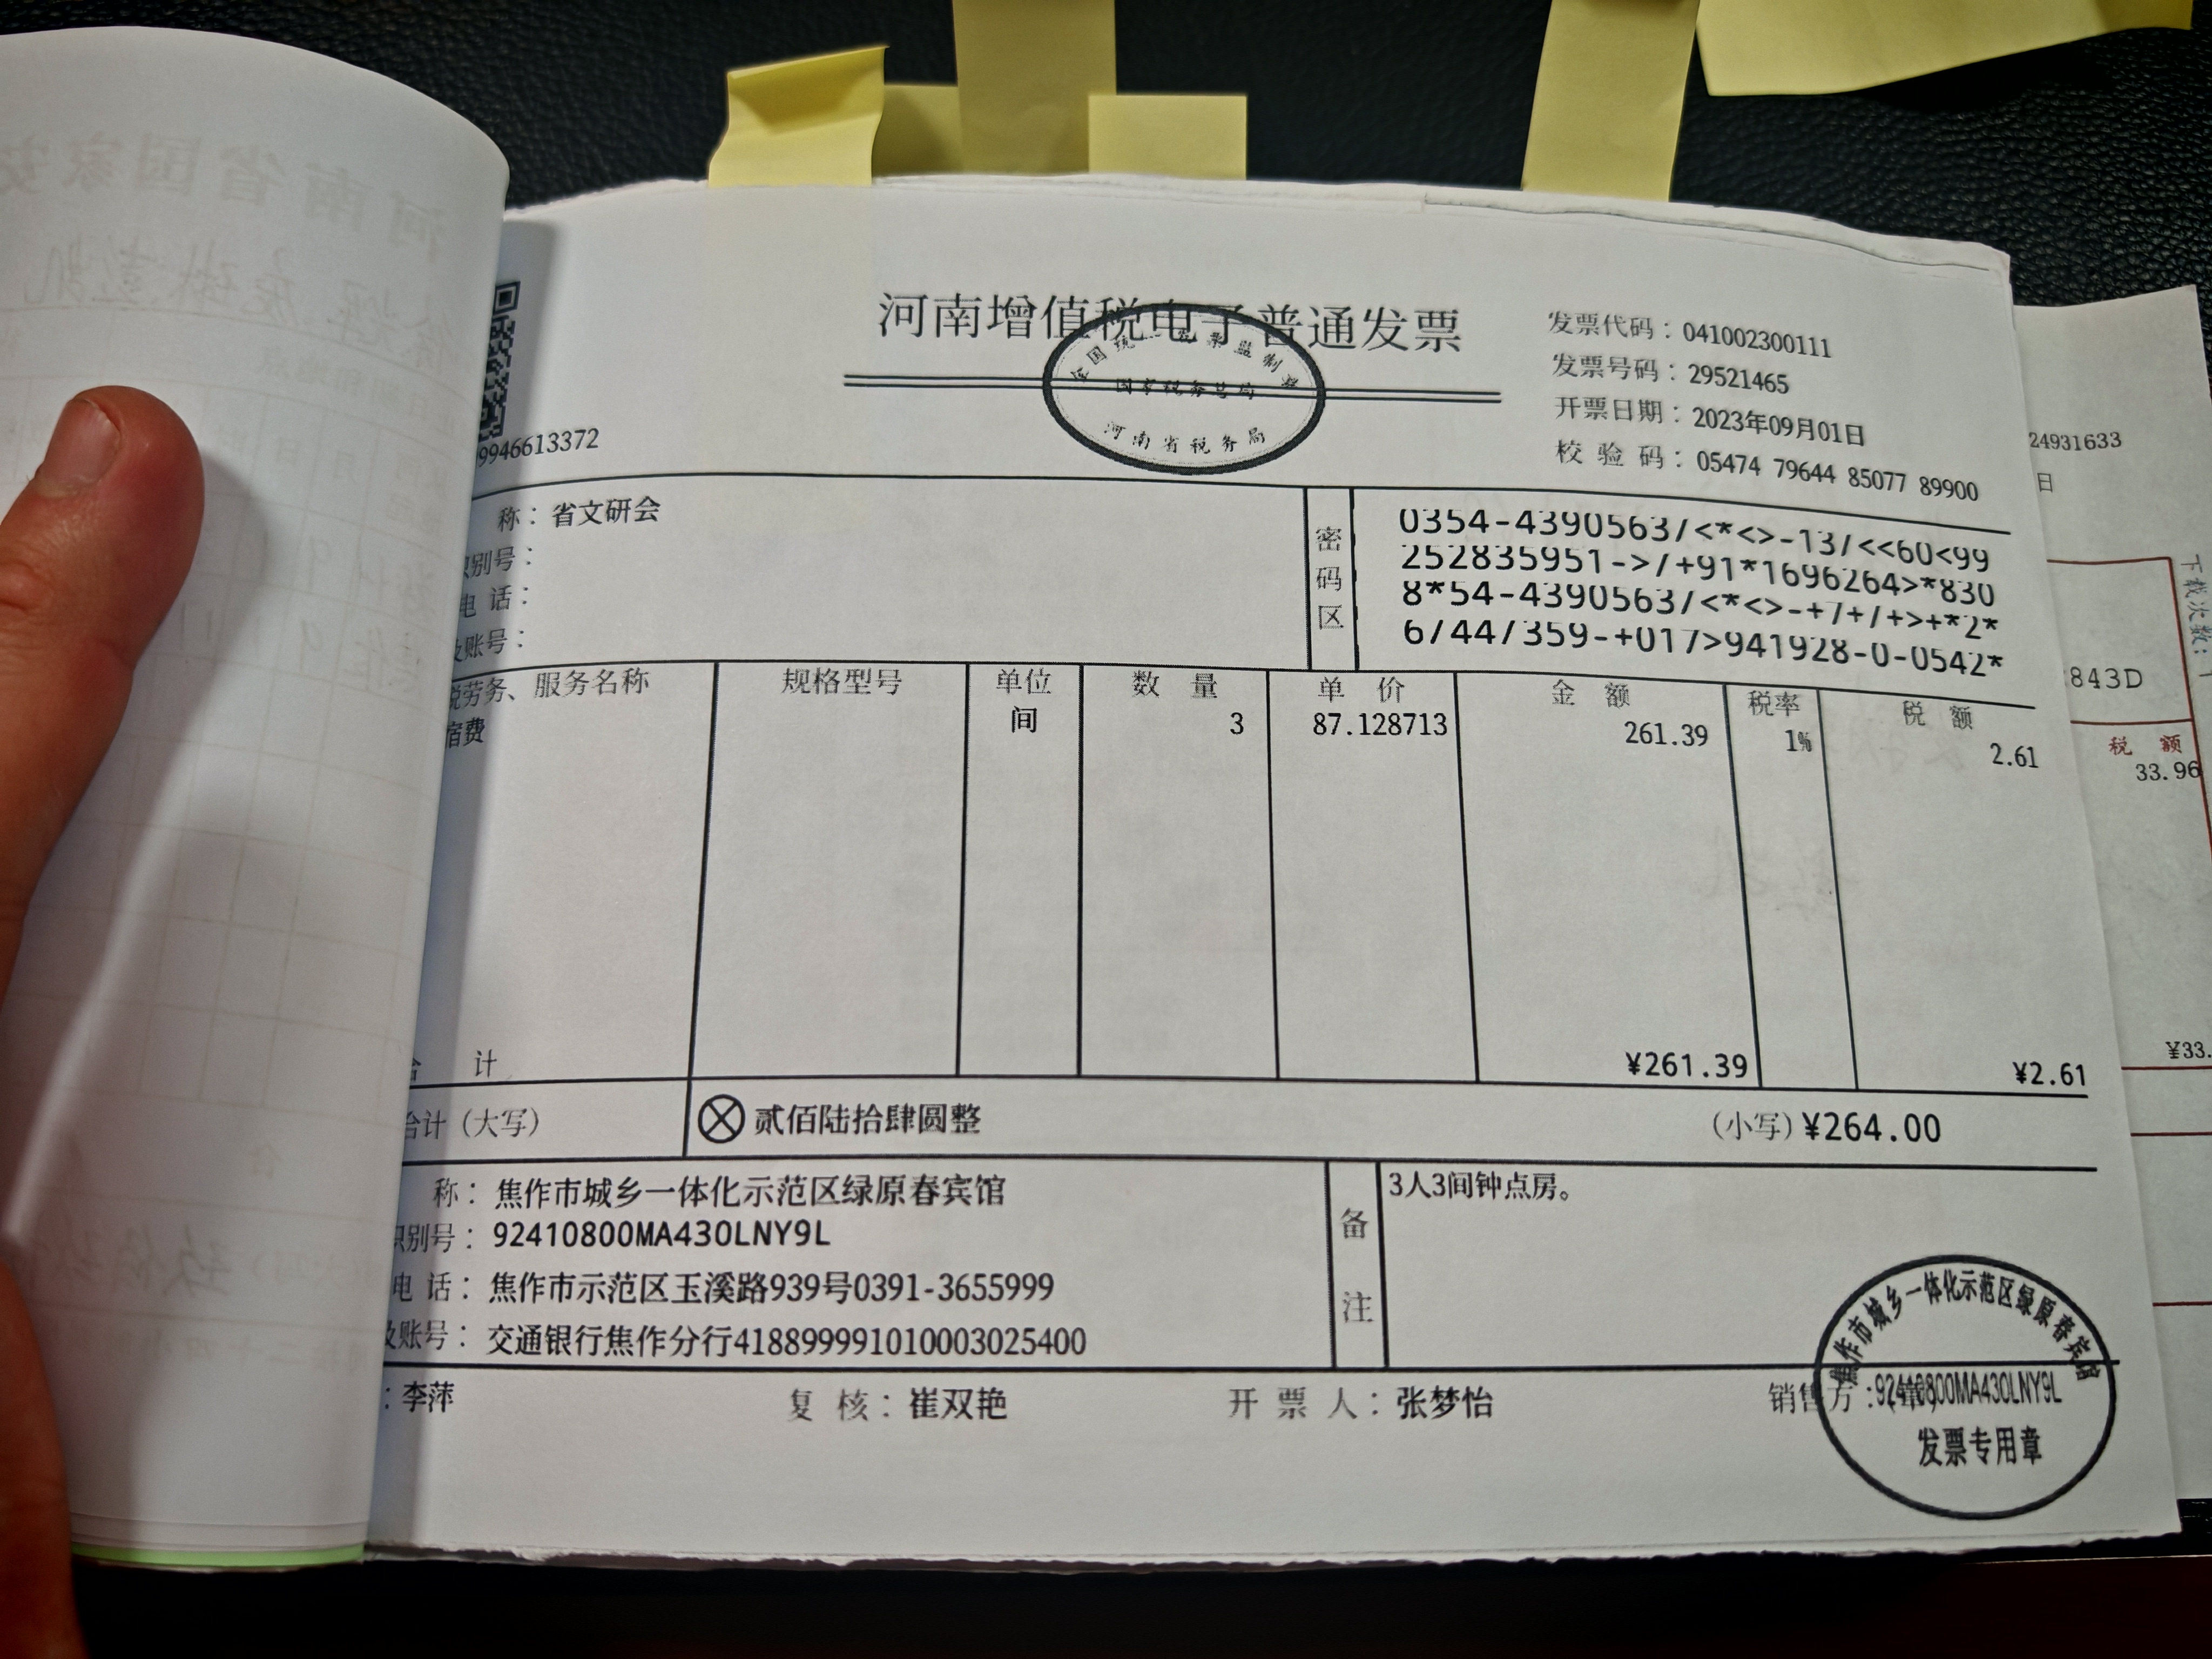 河南增值税电子普通发票
全国统一发票监制章
国家税务总局
河南省税务局
发票代码：041002300111
发票号码：29521465
开票日期：2023年09月01日
校 验 码：05474 79644 85077 89900
9946613372
24931633
日
称：省文研会
识别号：
电 话：
及账号：
密码区
0354-4390563/<*<>-13/<<60<99
252835951->/+91*1696264>*830
8*54-4390563/<*<>-+7+/+>+*2*
6/44/359-+017>941928-0-0542*
下载次数：1
843D
税劳务、服务名称 规格型号 单位 数 量 单 价 金 额 税率 税 额
宿费 间 3 87.128713 261.39 1% 2.61
税 额
33.96
合 计 ¥261.39 ¥2.61
¥33.
合计（大写） ⊗贰佰陆拾肆圆整 （小写）¥264.00
称：焦作市城乡一体化示范区绿原春宾馆
识别号：92410800MA430LNY9L
电 话：焦作市示范区玉溪路939号0391-3655999
及账号：交通银行焦作分行418899991010003025400
备注
3人3间钟点房。
：李萍 复 核：崔双艳 开 票 人：张梦怡 销售方：
焦作市城乡一体化示范区绿原春宾馆
92410800MA430LNY9L
发票专用章